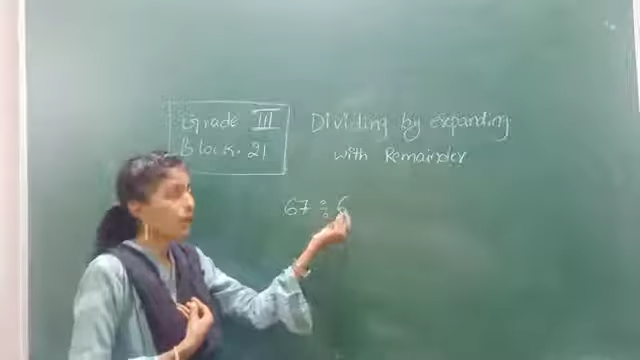 Grade III
Block. 21
Dividing by expanding
with Remainder
67 ÷ 6